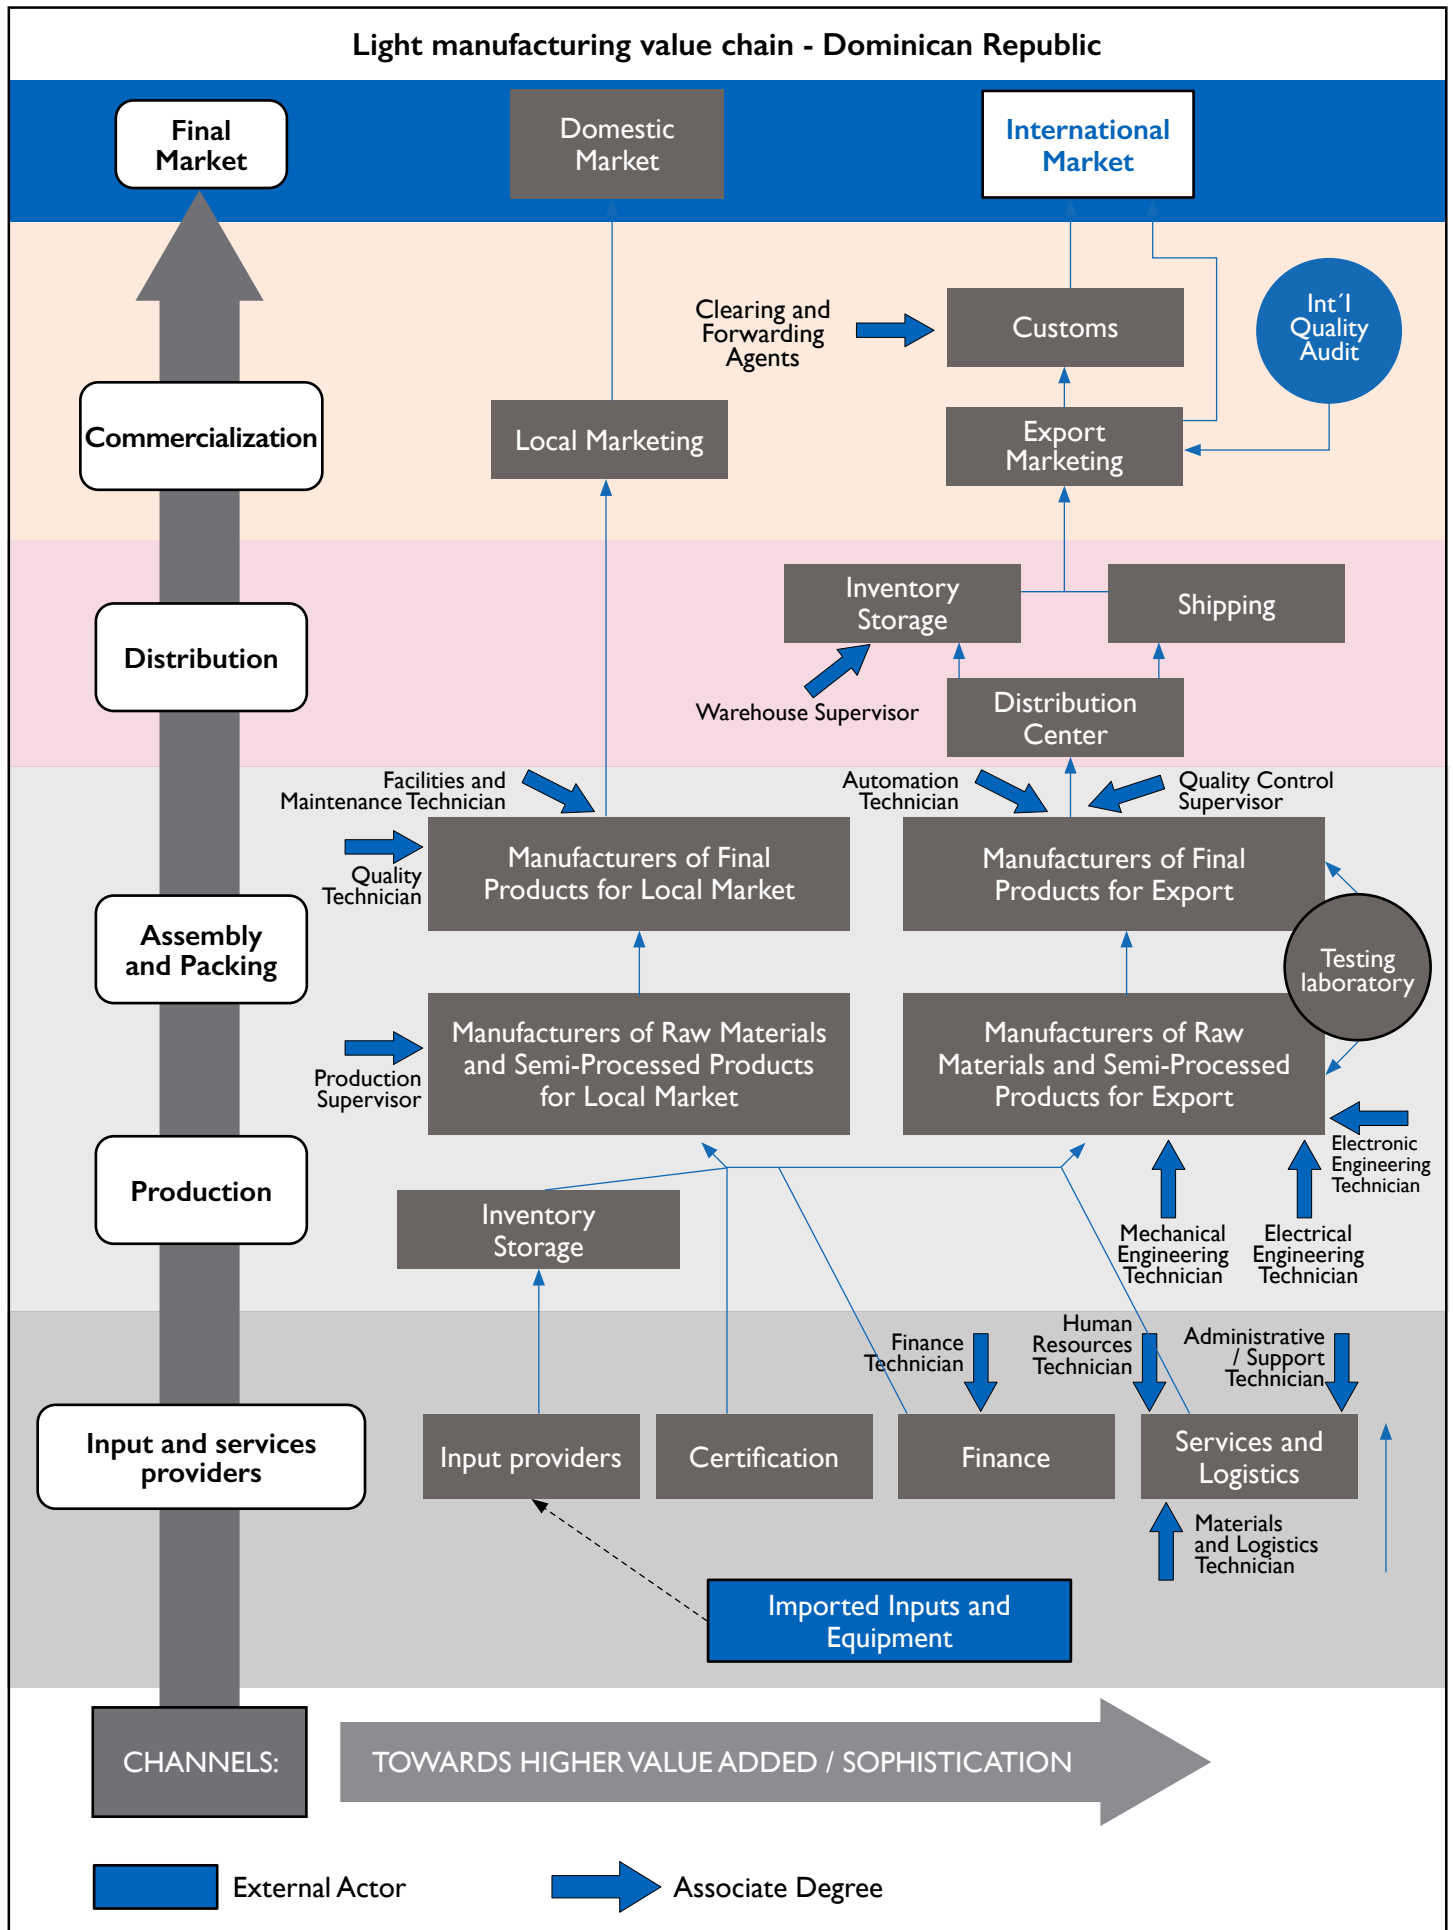 Light manufacturing value chain - Dominican Republic
Final
Market
Domestic
Market
International
Market
Clearing and
Forwarding
Agents
Customs
Int´l
Quality
Audit
Commercialization
Local Marketing
Export
Marketing
Distribution
Inventory
Storage
Shipping
Warehouse Supervisor
Distribution
Center
Facilities and
Maintenance Technician
Automation
Technician
Quality Control
Supervisor
Quality
Technician
Manufacturers of Final
Products for Local Market
Manufacturers of Final
Products for Export
Assembly
and Packing
Testing
laboratory
Production
Supervisor
Manufacturers of Raw Materials
and Semi-Processed Products
for Local Market
Manufacturers of Raw
Materials and Semi-Processed
Products for Export
Electronic
Engineering
Technician
Production
Inventory
Storage
Mechanical
Engineering
Technician
Electrical
Engineering
Technician
Finance
Technician
Human
Resources
Technician
Administrative
/ Support
Technician
Input and services
providers
Input providers
Certification
Finance
Services and
Logistics
Materials
and Logistics
Technician
Imported Inputs and
Equipment
CHANNELS:
TOWARDS HIGHER VALUE ADDED / SOPHISTICATION
External Actor
Associate Degree